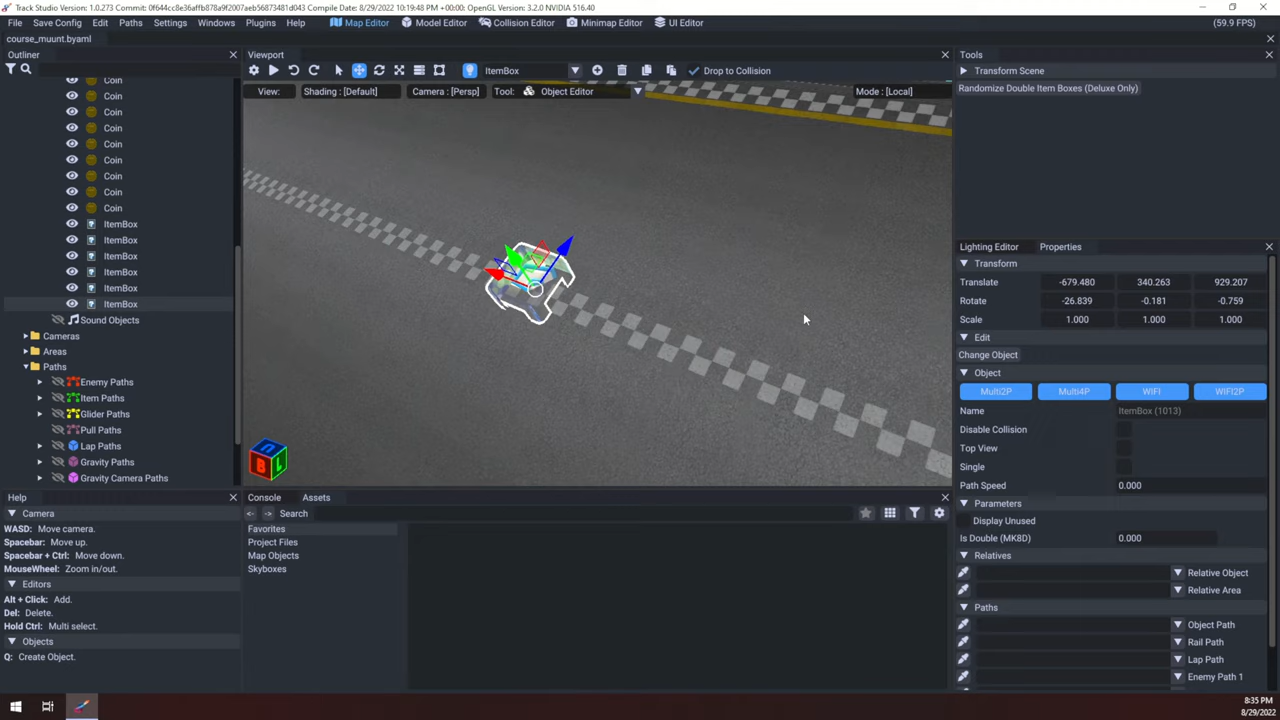 Track Studio Version: 1.0.273 Commit: 0f644cc8e36affb78a9f2007aeb56873481d043 Compile Date: 8/29/2022 10:19:48 PM +00:00: OpenGL Version: 3.2.0 NVIDIA 516.40
File Save Config Edit Paths Settings Windows Plugins Help Map Editor Model Editor Collision Editor Minimap Editor UI Editor (59.9 FPS)
course_muunt.byaml
Outliner
Coin
Coin
Coin
Coin
Coin
Coin
Coin
Coin
Coin
ItemBox
ItemBox
ItemBox
ItemBox
ItemBox
ItemBox
Sound Objects
Cameras
Areas
Paths
Enemy Paths
Item Paths
Glider Paths
Pull Paths
Lap Paths
Gravity Paths
Gravity Camera Paths
Viewport
ItemBox Drop to Collision
View: Shading : [Default] Camera : [Persp] Tool: Object Editor Mode : [Local]
Tools
Transform Scene
Randomize Double Item Boxes (Deluxe Only)
Lighting Editor Properties
Transform
Translate -679.480 340.263 929.207
Rotate -26.839 -0.181 -0.759
Scale 1.000 1.000 1.000
Edit
Change Object
Object
Multi2P Multi4P WIFI WIFI2P
Name ItemBox (1013)
Disable Collision
Top View
Single
Path Speed 0.000
Parameters
Display Unused
Is Double (MK8D) 0.000
Relatives
Relative Object
Relative Area
Paths
Object Path
Rail Path
Lap Path
Enemy Path 1
Help
Camera
WASD: Move camera.
Spacebar: Move up.
Spacebar + Ctrl: Move down.
MouseWheel: Zoom in/out.
Editors
Alt + Click: Add.
Del: Delete.
Hold Ctrl: Multi select.
Objects
Q: Create Object.
Console Assets
<- -> Search
Favorites
Project Files
Map Objects
Skyboxes
8:35 PM
8/29/2022